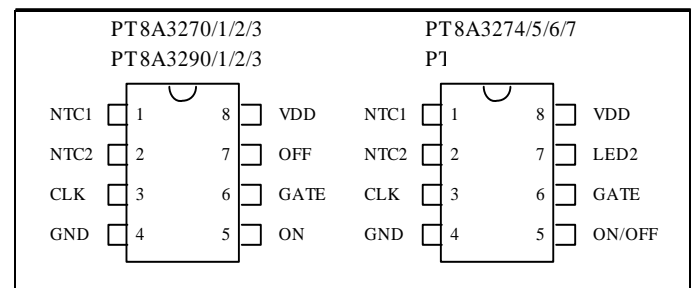 PT8A3270/1/2/3 PT8A3274/5/6/7
PT8A3290/1/2/3
NTC1 1 8 VDD NTC1 1 8 VDD
NTC2 2 7 OFF NTC2 2 7 LED2
CLK 3 6 GATE CLK 3 6 GATE
GND 4 5 ON GND 4 5 ON/OFF